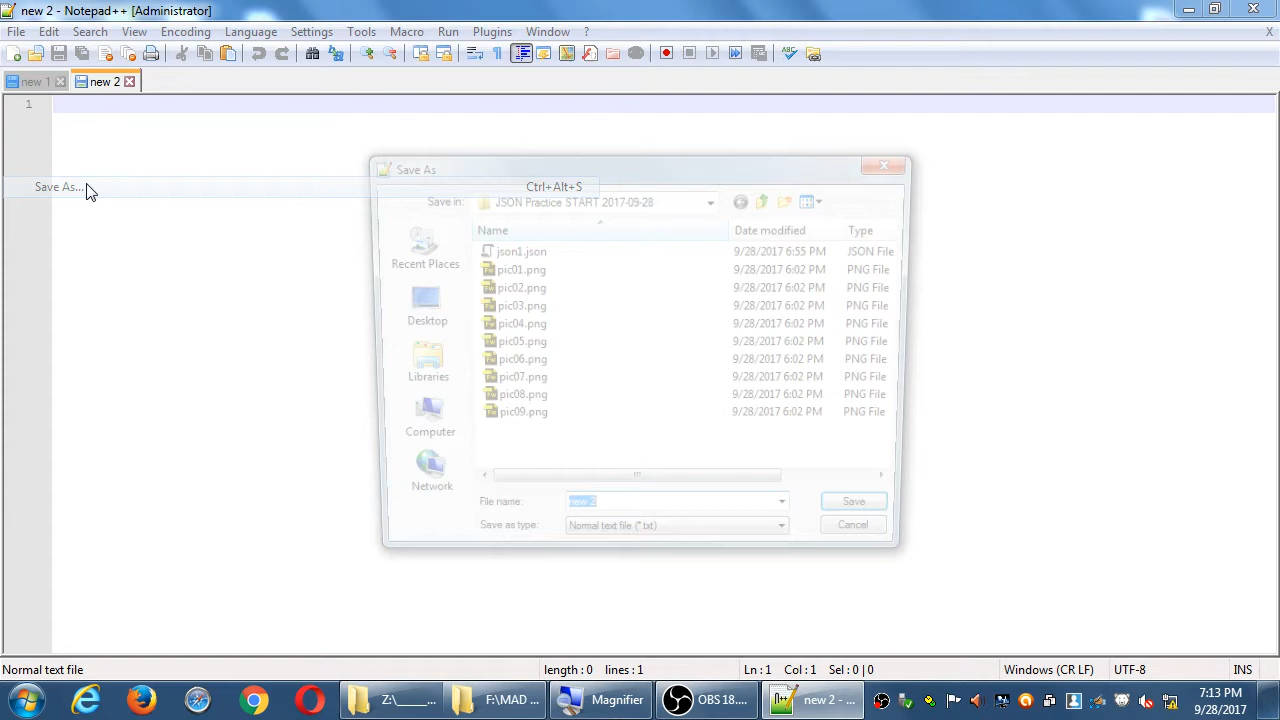 new 2 - Notepad++ [Administrator]
File Edit Search View Encoding Language Settings Tools Macro Run Plugins Window ? X
new 1 new 2
1
Save As
Save As... Ctrl+Alt+S
Save in: JSON Practice START 2017-09-28
Name Date modified Type
Recent Places
Desktop
Libraries
Computer
Network
json1.json 9/28/2017 6:55 PM JSON File
pic01.png 9/28/2017 6:02 PM PNG File
pic02.png 9/28/2017 6:02 PM PNG File
pic03.png 9/28/2017 6:02 PM PNG File
pic04.png 9/28/2017 6:02 PM PNG File
pic05.png 9/28/2017 6:02 PM PNG File
pic06.png 9/28/2017 6:02 PM PNG File
pic07.png 9/28/2017 6:02 PM PNG File
pic08.png 9/28/2017 6:02 PM PNG File
pic09.png 9/28/2017 6:02 PM PNG File
File name: new 2 Save
Save as type: Normal text file (*.txt) Cancel
Normal text file length : 0 lines : 1 Ln : 1 Col : 1 Sel : 0 | 0 Windows (CR LF) UTF-8 INS
Z:\____... F:\MAD ... Magnifier OBS 18.... new 2 - ... 7:13 PM
9/28/2017